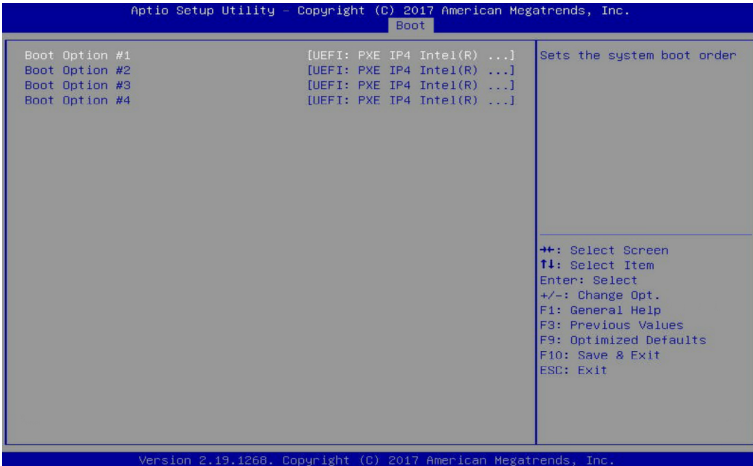 Aptio Setup Utility – Copyright (C) 2017 American Megatrends, Inc.
Boot
Boot Option #1 [UEFI: PXE IP4 Intel(R) ...]
Boot Option #2 [UEFI: PXE IP4 Intel(R) ...]
Boot Option #3 [UEFI: PXE IP4 Intel(R) ...]
Boot Option #4 [UEFI: PXE IP4 Intel(R) ...]
Sets the system boot order
→←: Select Screen
↑↓: Select Item
Enter: Select
+/-: Change Opt.
F1: General Help
F3: Previous Values
F9: Optimized Defaults
F10: Save & Exit
ESC: Exit
Version 2.19.1268. Copyright (C) 2017 American Megatrends, Inc.